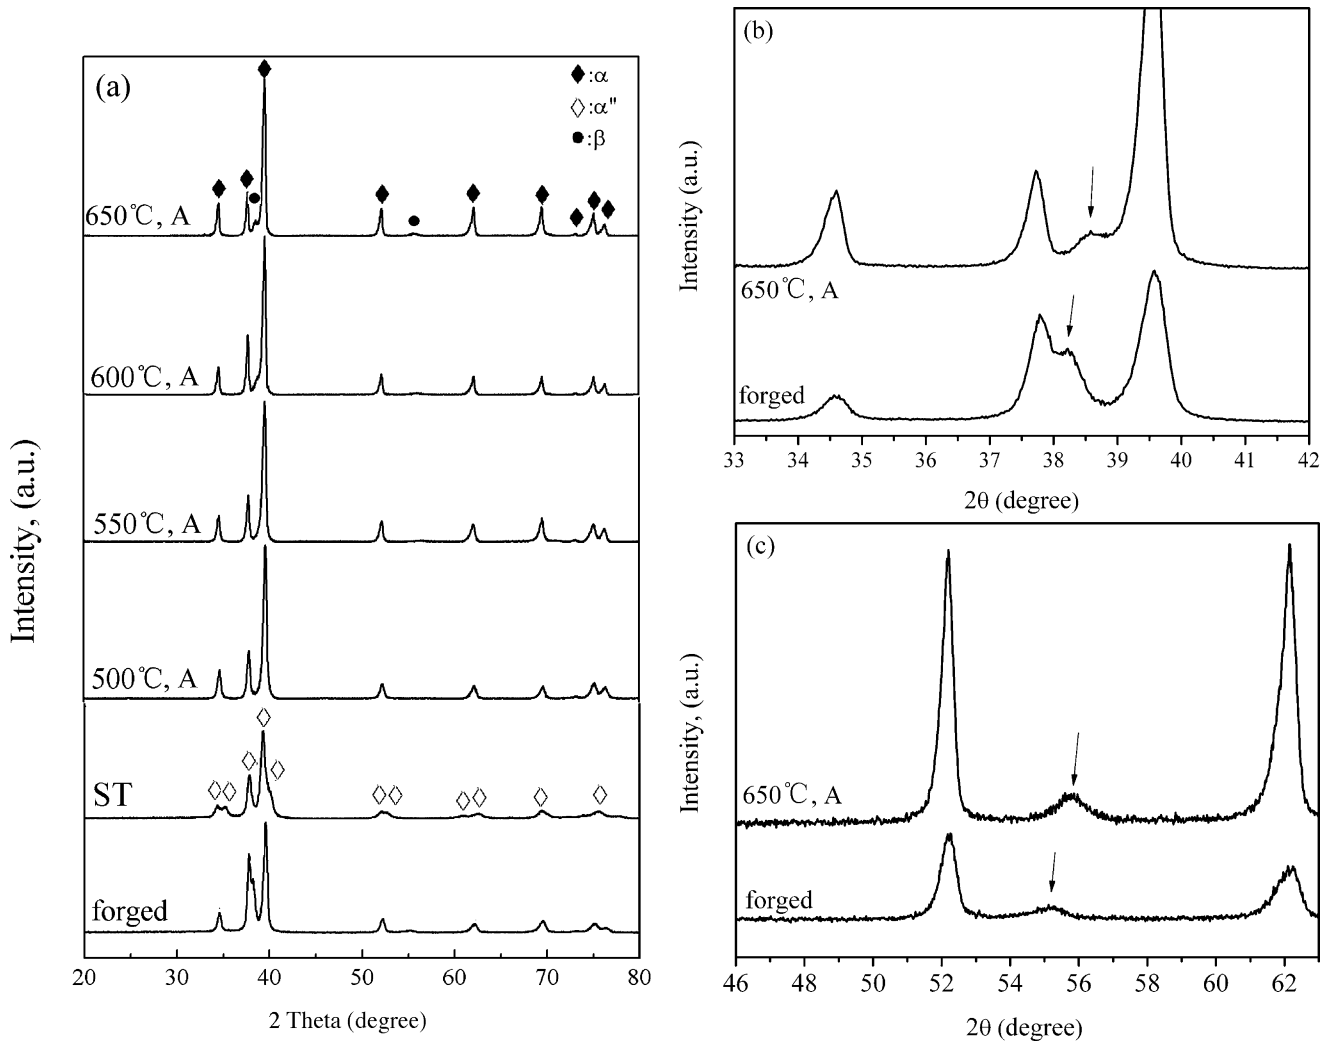 (a)
:α
:α"
:β
650℃, A
600℃, A
550℃, A
500℃, A
ST
forged
Intensity, (a.u.)
20 30 40 50 60 70 80
2 Theta (degree)
(b)
650℃, A
forged
Intensity (a.u.)
33 34 35 36 37 38 39 40 41 42
2θ (degree)
(c)
650℃, A
forged
Intensity, (a.u.)
46 48 50 52 54 56 58 60 62
2θ (degree)